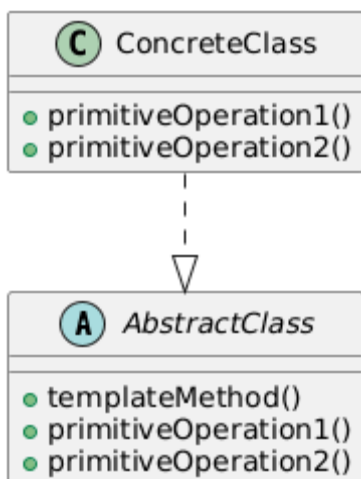 C ConcreteClass
primitiveOperation1()
primitiveOperation2()
A AbstractClass
templateMethod()
primitiveOperation1()
primitiveOperation2()